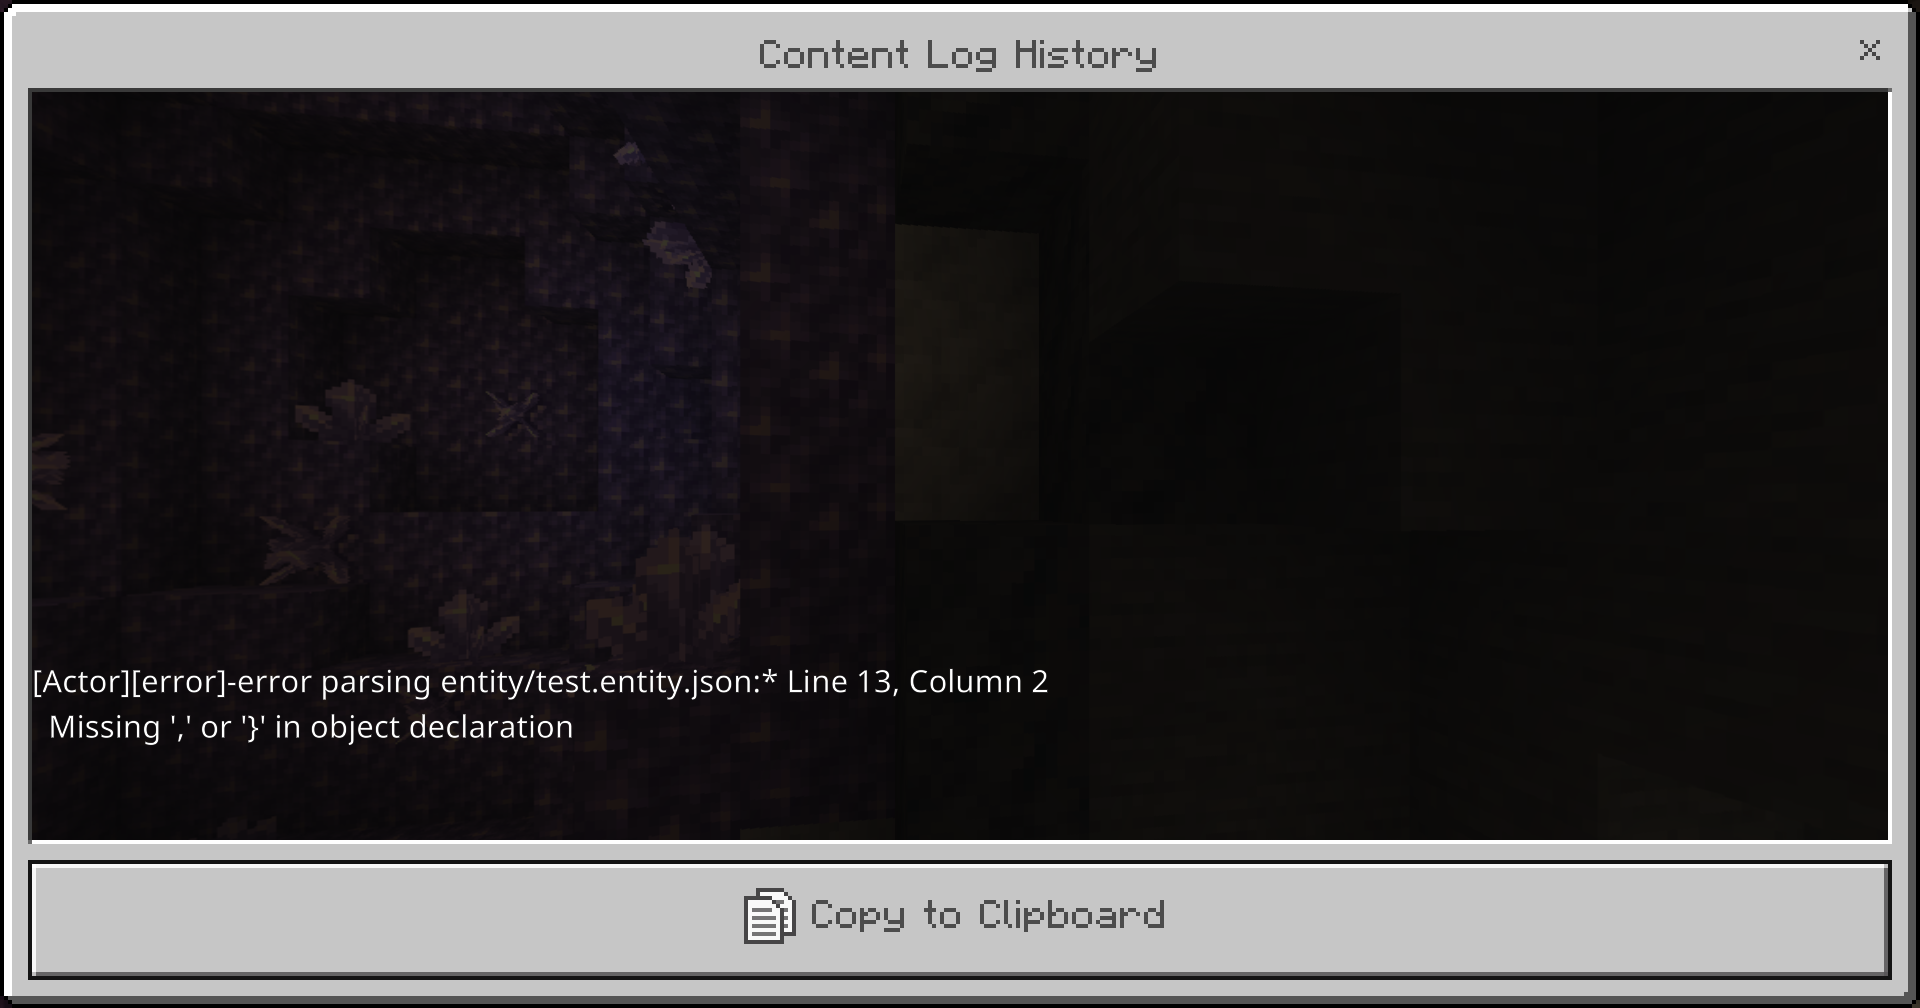 Content Log History
[Actor][error]-error parsing entity/test.entity.json:* Line 13, Column 2
Missing ',' or '}' in object declaration
Copy to Clipboard